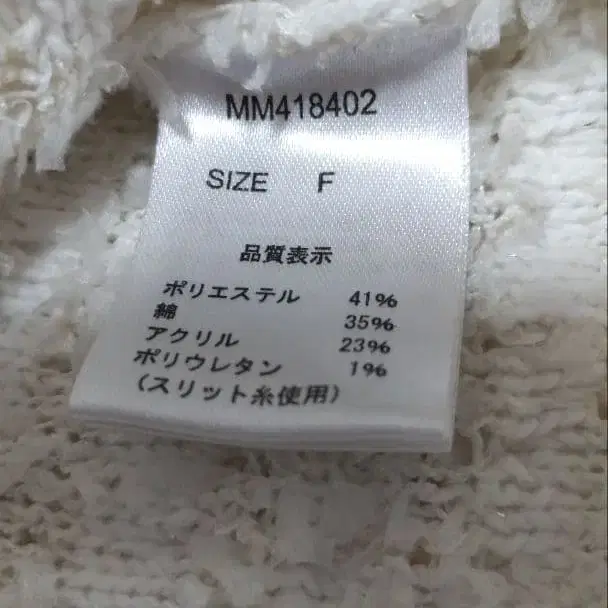 MM418402
SIZE F
品質表示
ポリエステル 41%
綿 35%
アクリル 23%
ポリウレタン 1%
(スリット糸使用)